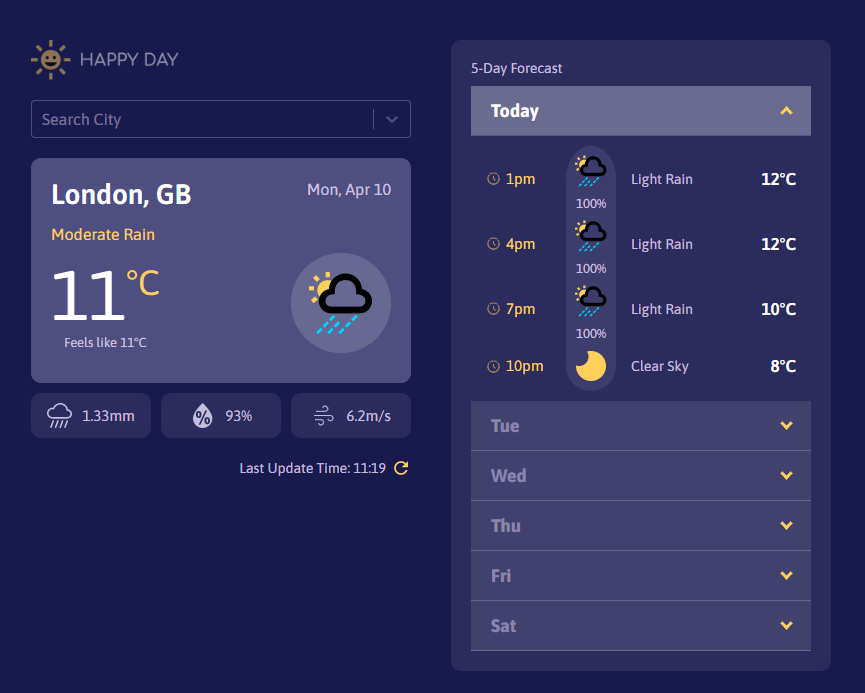 HAPPY DAY
Search City
London, GB
Mon, Apr 10
Moderate Rain
11°C
Feels like 11°C
1.33mm
%
93%
6.2m/s
Last Update Time: 11:19
5-Day Forecast
Today
1pm
100%
Light Rain
12°C
4pm
100%
Light Rain
12°C
7pm
100%
Light Rain
10°C
10pm
Clear Sky
8°C
Tue
Wed
Thu
Fri
Sat